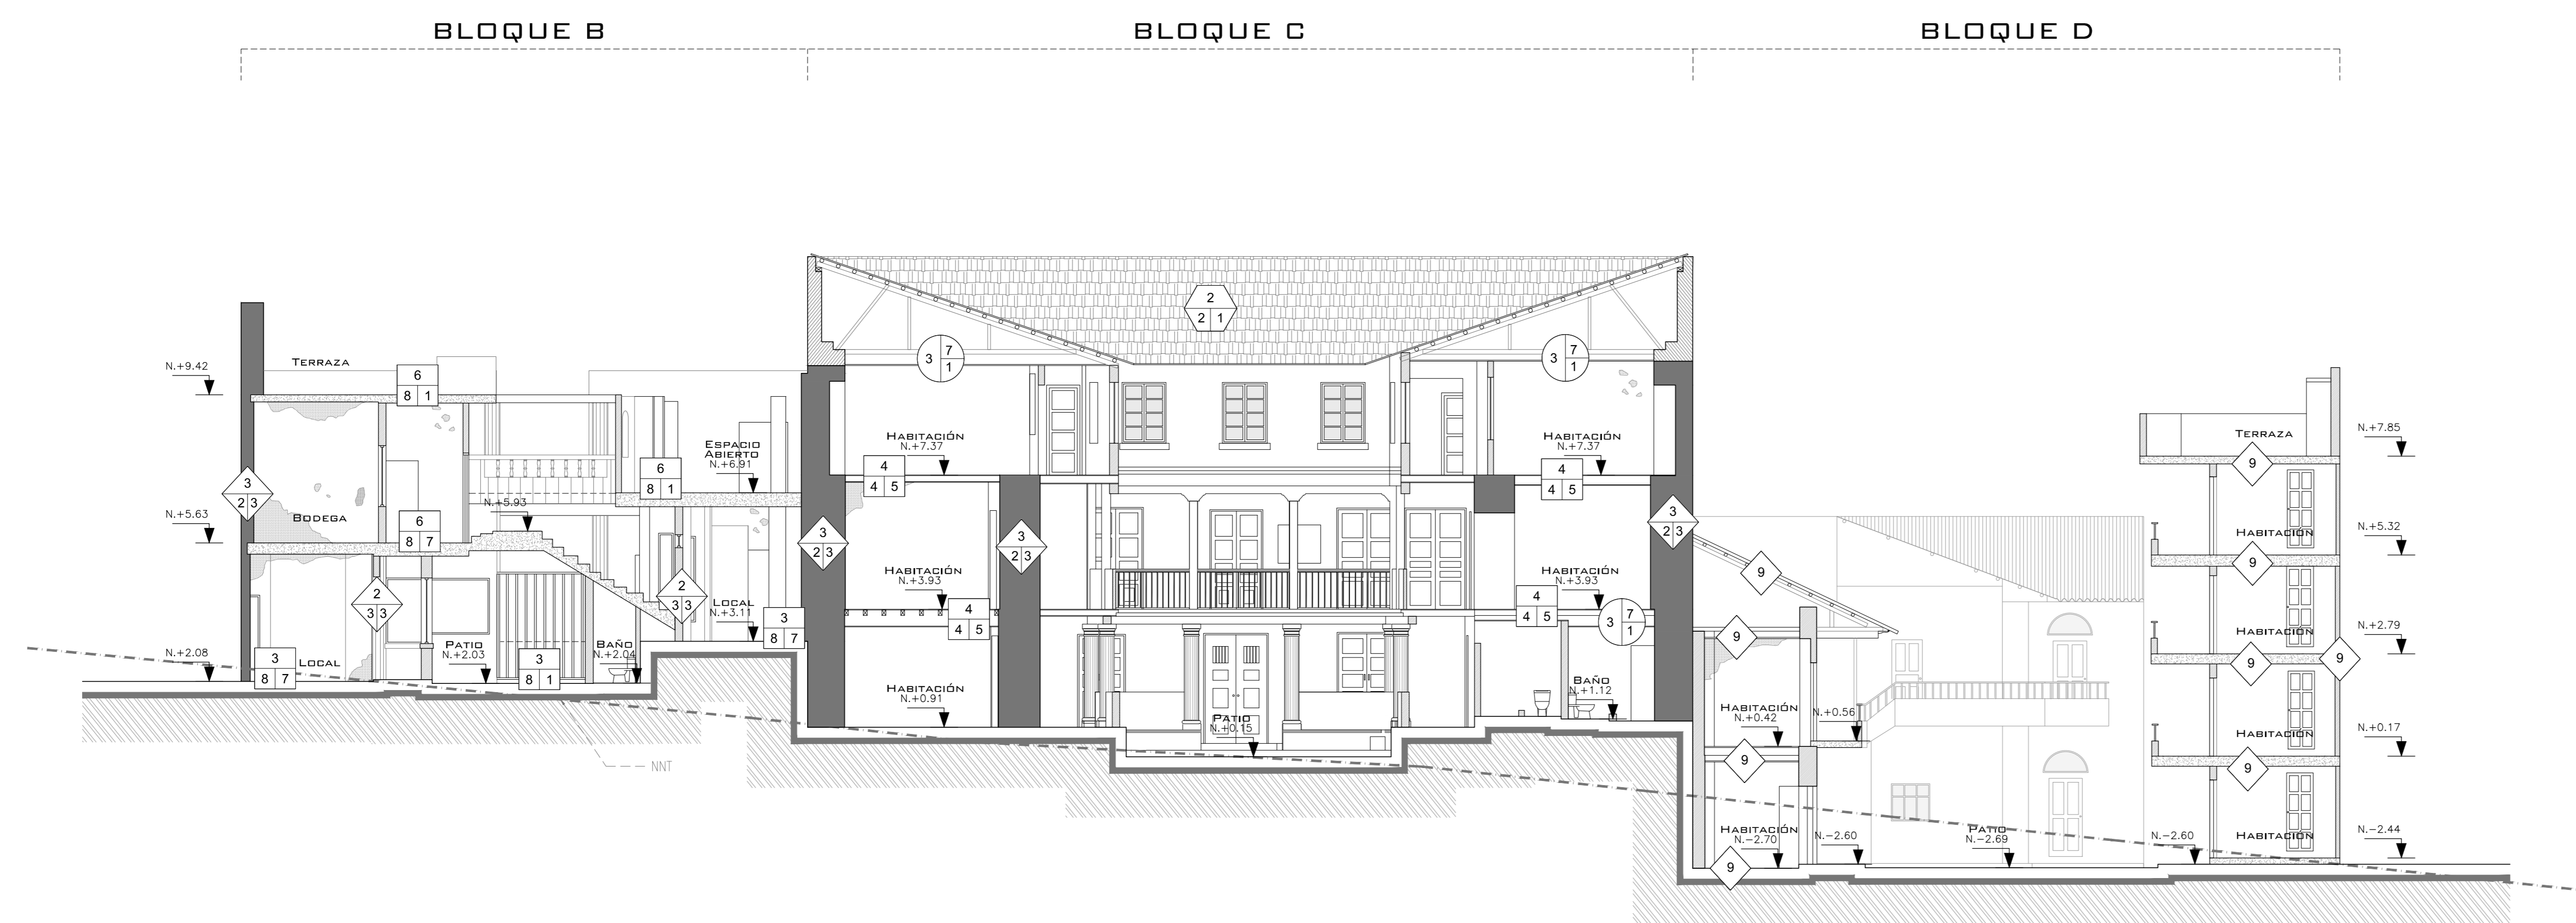 BLOQUE B
BLOQUE C
BLOQUE D
N.+9.42
TERRAZA
6
8 1
3
2 3
BODEGA
N.+5.63
6
8 7
N.+5.93
ESPACIO
ABIERTO
N.+6.91
6
8 1
2
3 3
2
3 3
LOCAL
N.+3.11
3
8 7
N.+2.08
3
8 7
LOCAL
PATIO
N.+2.03
3
8 1
BAÑO
N.+2.04
NNT
2
2 1
3 7
1
3 7
1
HABITACIÓN
N.+7.37
HABITACIÓN
N.+7.37
4
4 5
4
4 5
3
2 3
3
2 3
3
2 3
HABITACIÓN
N.+3.93
HABITACIÓN
N.+3.93
4
4 5
4
4 5
3 7
1
HABITACIÓN
N.+0.91
PATIO
N.+0.15
BAÑO
N.+1.12
9
9
HABITACIÓN
N.+0.42
N.+0.56
9
HABITACIÓN
N.-2.70
N.-2.60
9
PATIO
N.-2.69
N.-2.60
TERRAZA
N.+7.85
9
HABITACIÓN
N.+5.32
9
HABITACIÓN
N.+2.79
9
9
HABITACIÓN
N.+0.17
9
HABITACIÓN
N.-2.44